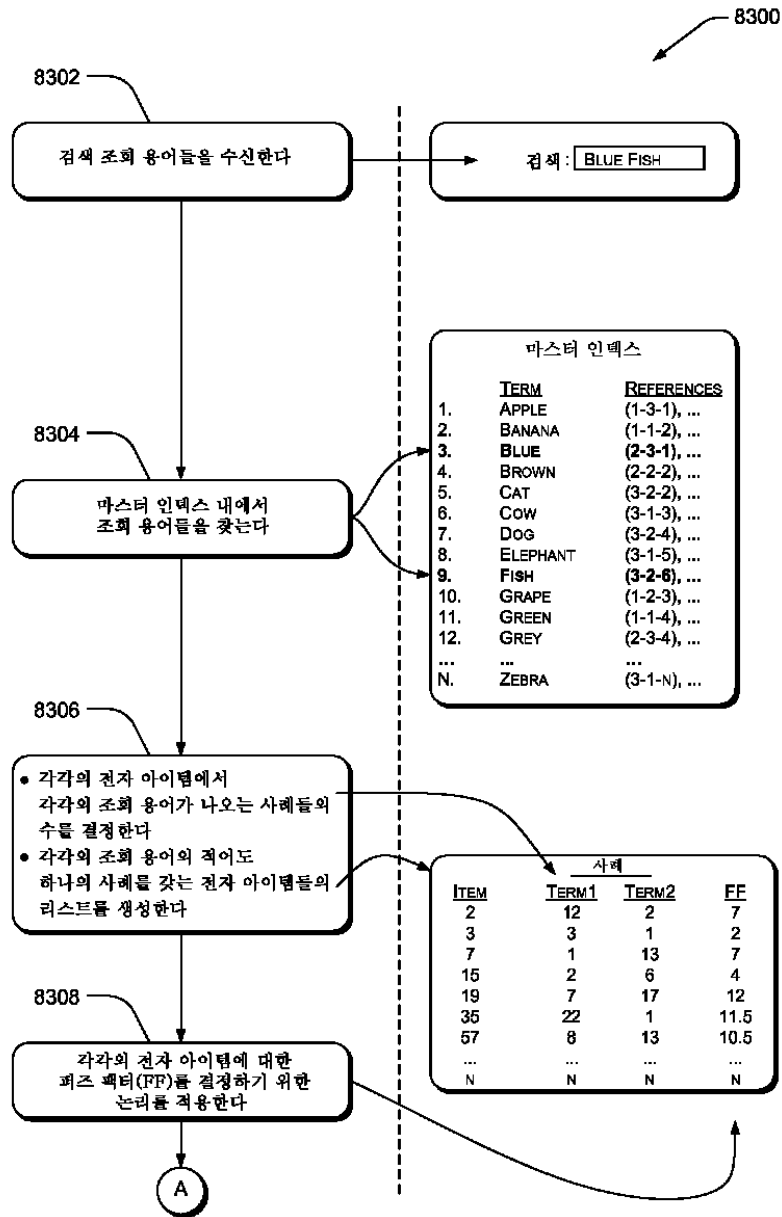 8300
8302
검색 조회 용어들을 수신한다
검색: BLUE FISH
마스터 인덱스
TERM REFERENCES
1. APPLE (1-3-1), ...
2. BANANA (1-1-2), ...
3. BLUE (2-3-1), ...
4. BROWN (2-2-2), ...
5. CAT (3-2-2), ...
6. COW (3-1-3), ...
7. DOG (3-2-4), ...
8. ELEPHANT (3-1-5), ...
9. FISH (3-2-6), ...
10. GRAPE (1-2-3), ...
11. GREEN (1-1-4), ...
12. GREY (2-3-4), ...
... ... ...
N. ZEBRA (3-1-N), ...
8304
마스터 인덱스 내에서
조회 용어들을 찾는다
8306
• 각각의 전자 아이템에서
각각의 조회 용어가 나오는 사례들의
수를 결정한다
• 각각의 조회 용어의 적어도
하나의 사례를 갖는 전자 아이템들의
리스트를 생성한다
사례
ITEM TERM1 TERM2 FF
2 12 2 7
3 3 1 2
7 1 13 7
15 2 6 4
19 7 17 12
35 22 1 11.5
57 8 13 10.5
... ... ... ...
N N N N
8308
각각의 전자 아이템에 대한
퍼즈 팩터(FF)를 결정하기 위한
논리를 적용한다
A